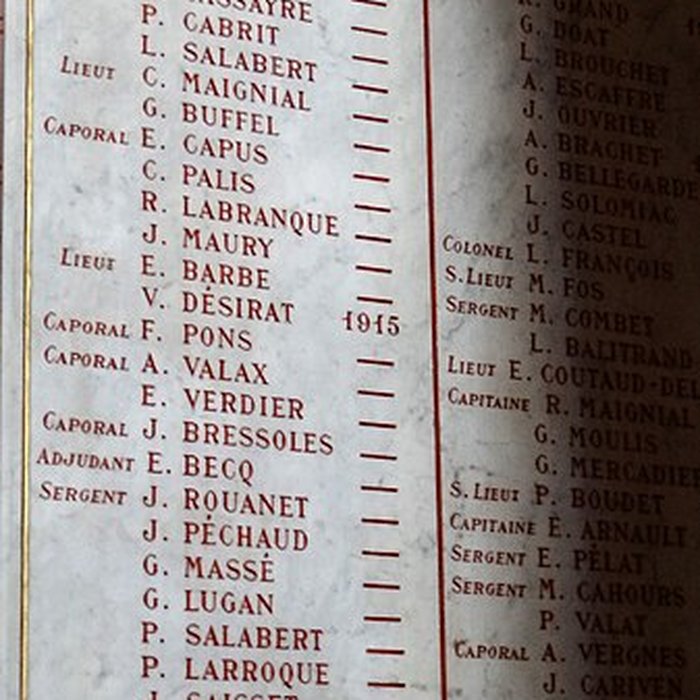 P. CABRIT —
L. SALABERT —
LIEUT C. MAIGNIAL —
G. BUFFEL —
CAPORAL E. CAPUS —
C. PALIS —
R. LABRANQUE —
J. MAURY —
LIEUT E. BARBE —
V. DÉSIRAT 1915
CAPORAL F. PONS —
CAPORAL A. VALAX —
E. VERDIER —
CAPORAL J. BRESSOLES —
ADJUDANT E. BECQ —
SERGENT J. ROUANET —
J. PÉCHAUD —
G. MASSÉ —
G. LUGAN —
P. SALABERT —
P. LARROQUE —
GRAND
G. DOAT
L. BROUCHET
A. ESCAFFRE
J. OUVRIER
A. BRACHET
G. BELLEGARDE
L. SOLOMIAC
J. CASTEL
COLONEL L. FRANÇOIS
S. LIEUT M. FOS
SERGENT M. COMBET
L. BALITRAND
LIEUT E. COUTAUD-DEL
CAPITAINE R. MAIGNIAL
G. MOULIS
G. MERCADIER
S. LIEUT P. BOUDET
CAPITAINE E. ARNAULT
SERGENT E. PÉLAT
SERGENT M. CAHOURS
P. VALAT
CAPORAL A. VERGNES
J. CARIVEN